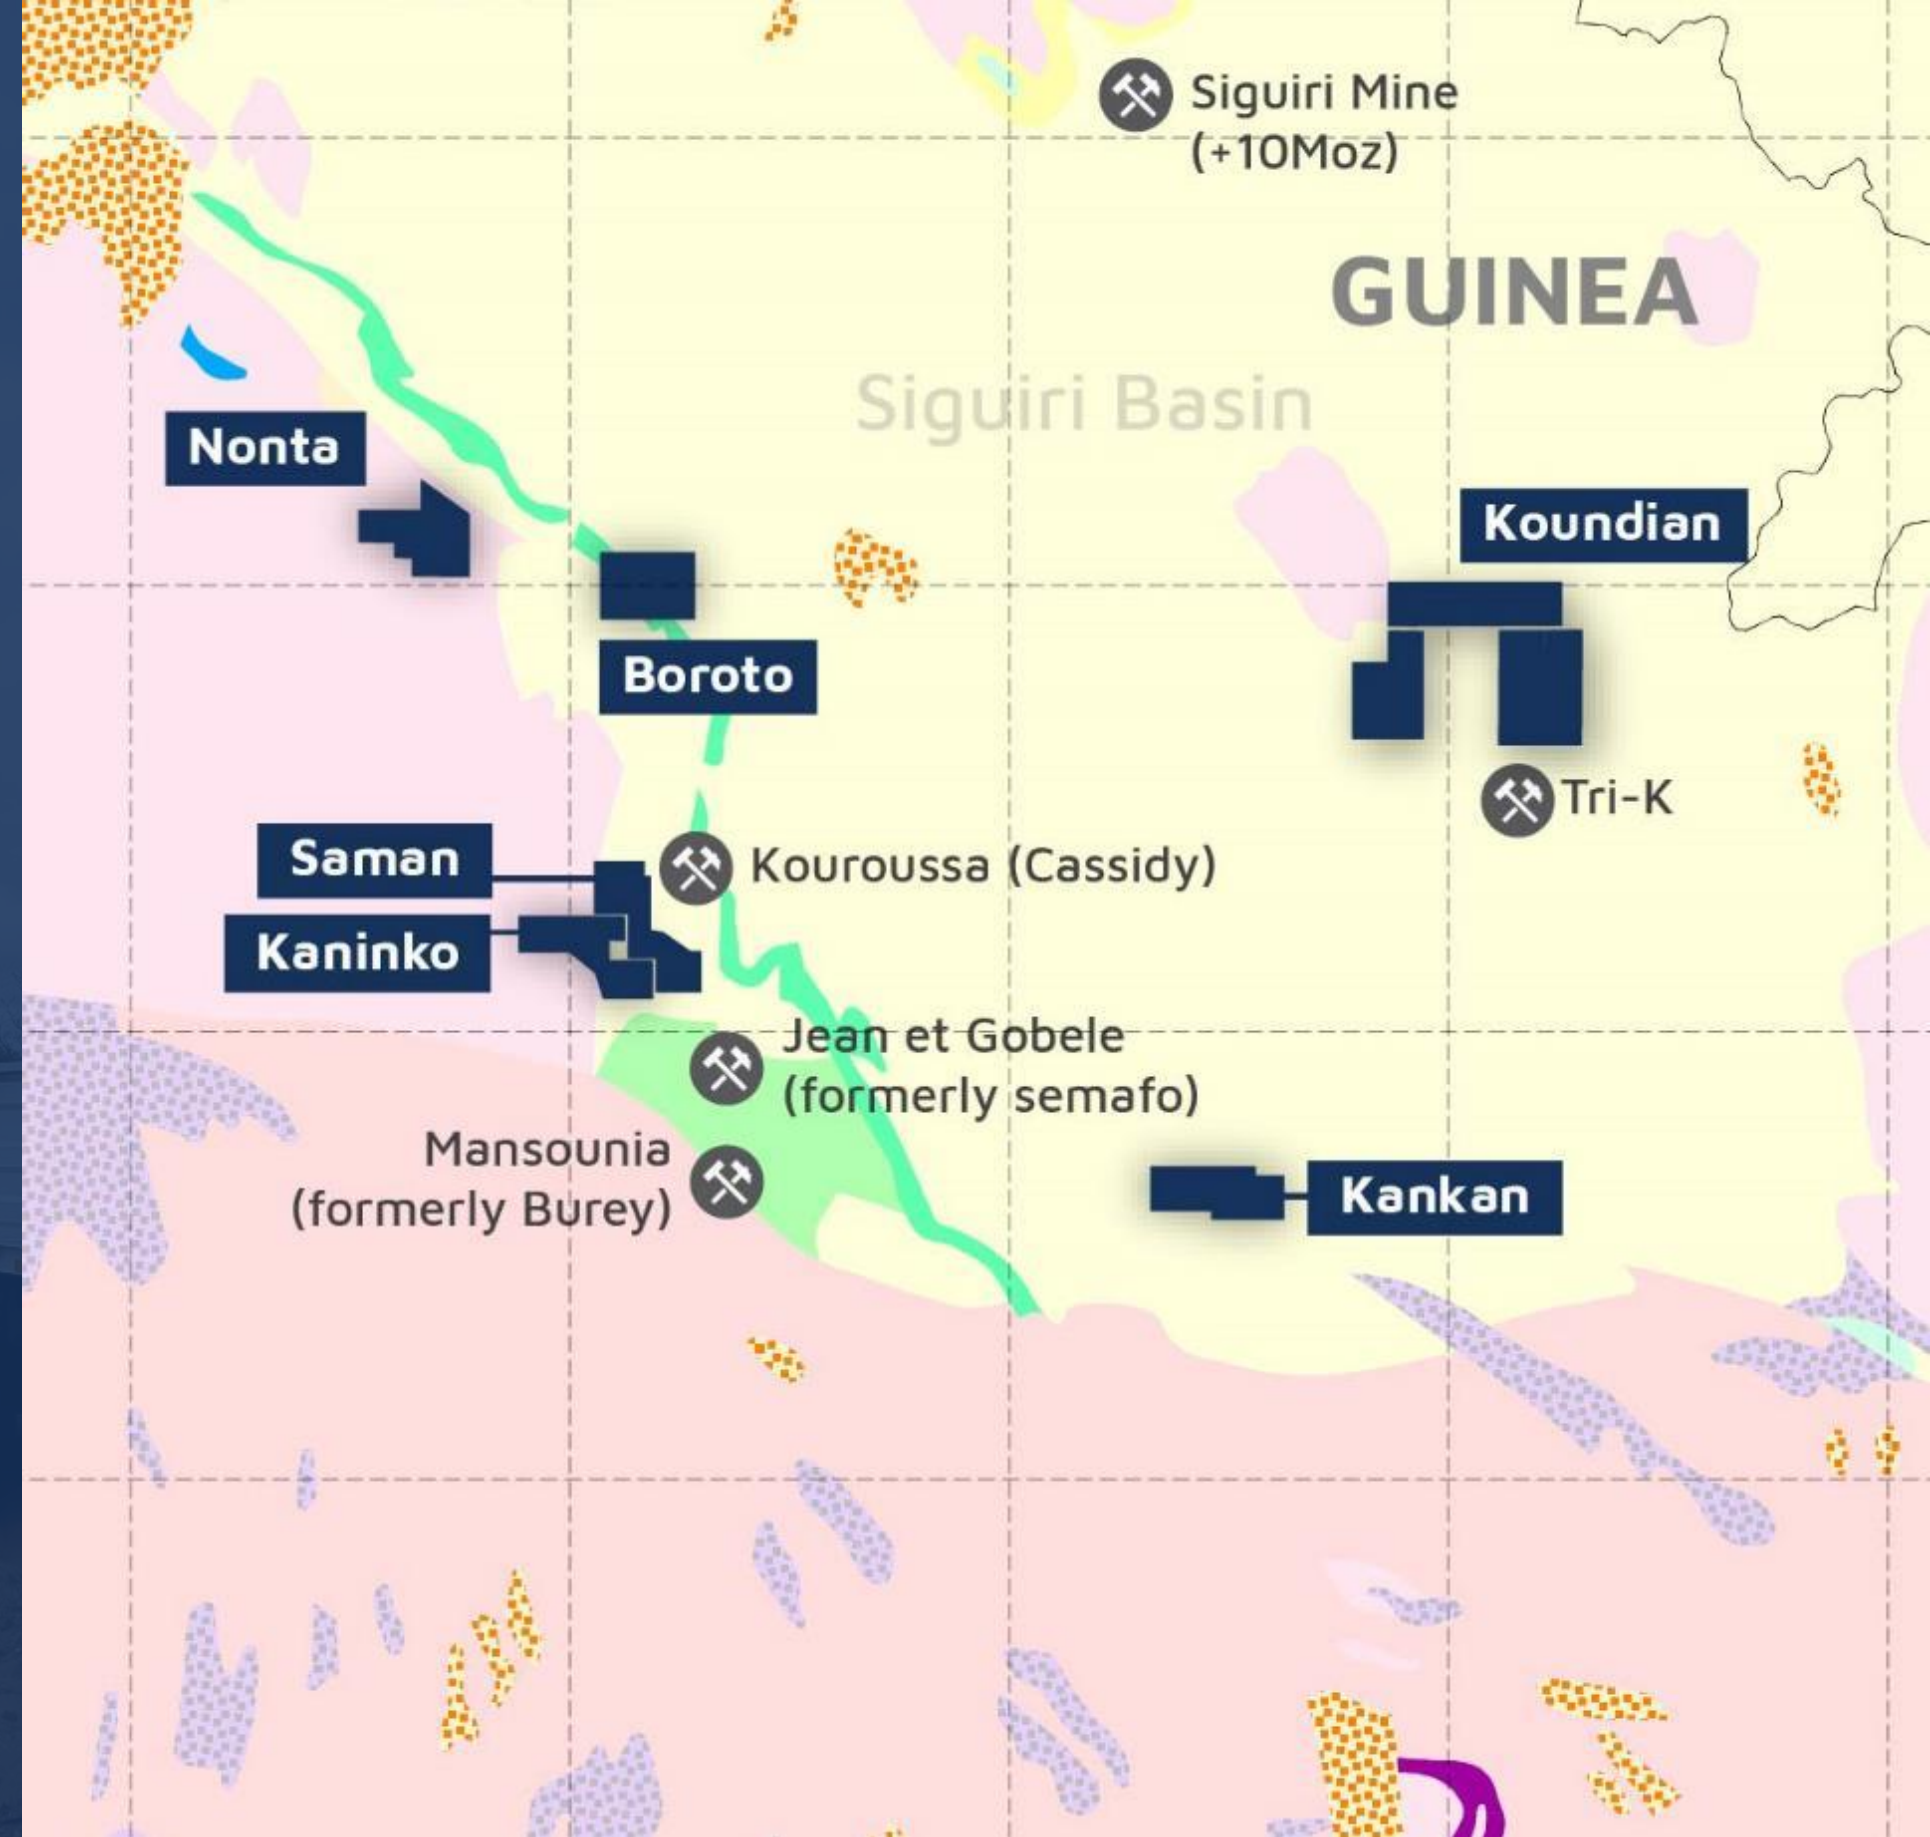 Siguiri Mine
(+10Moz)
GUINEA
Siguiri Basin
Nonta
Koundian
Boroto
Tri-K
Saman
Kouroussa (Cassidy)
Kaninko
Jean et Gobele
(formerly semafo)
Mansounia
(formerly Burey)
Kankan